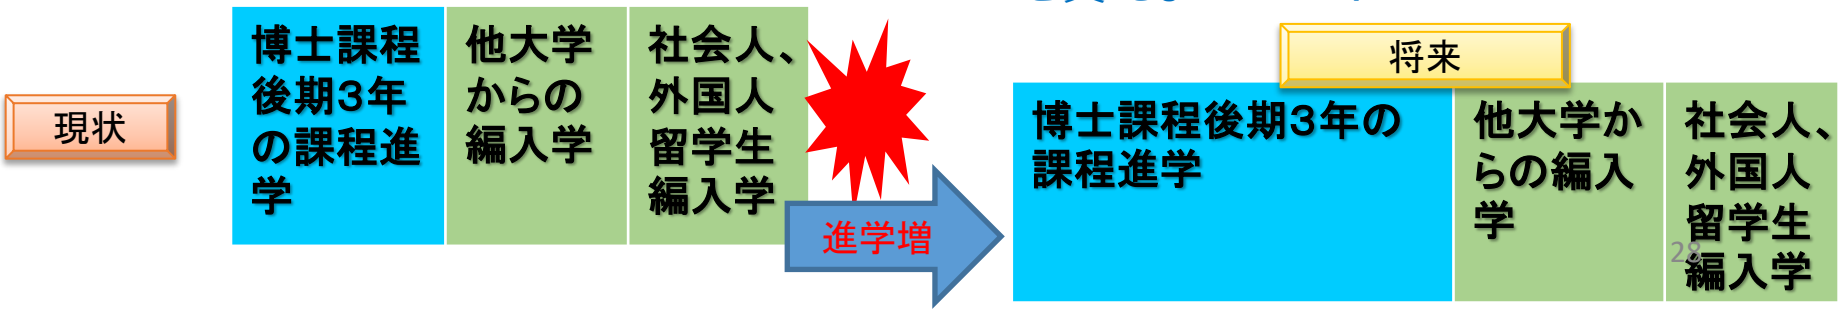 現状
博士課程
後期３年
の課程進
学
他大学
からの
編入学
社会人、
外国人
留学生
編入学
進学増
将来
博士課程後期３年の
課程進学
他大学か
らの編入
学
社会人、
外国人
留学生
編入学
28